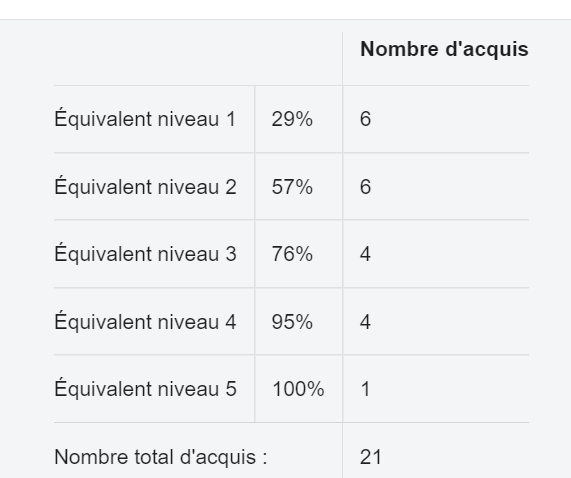 Nombre d'acquis
Équivalent niveau 1 29% 6
Équivalent niveau 2 57% 6
Équivalent niveau 3 76% 4
Équivalent niveau 4 95% 4
Équivalent niveau 5 100% 1
Nombre total d'acquis : 21